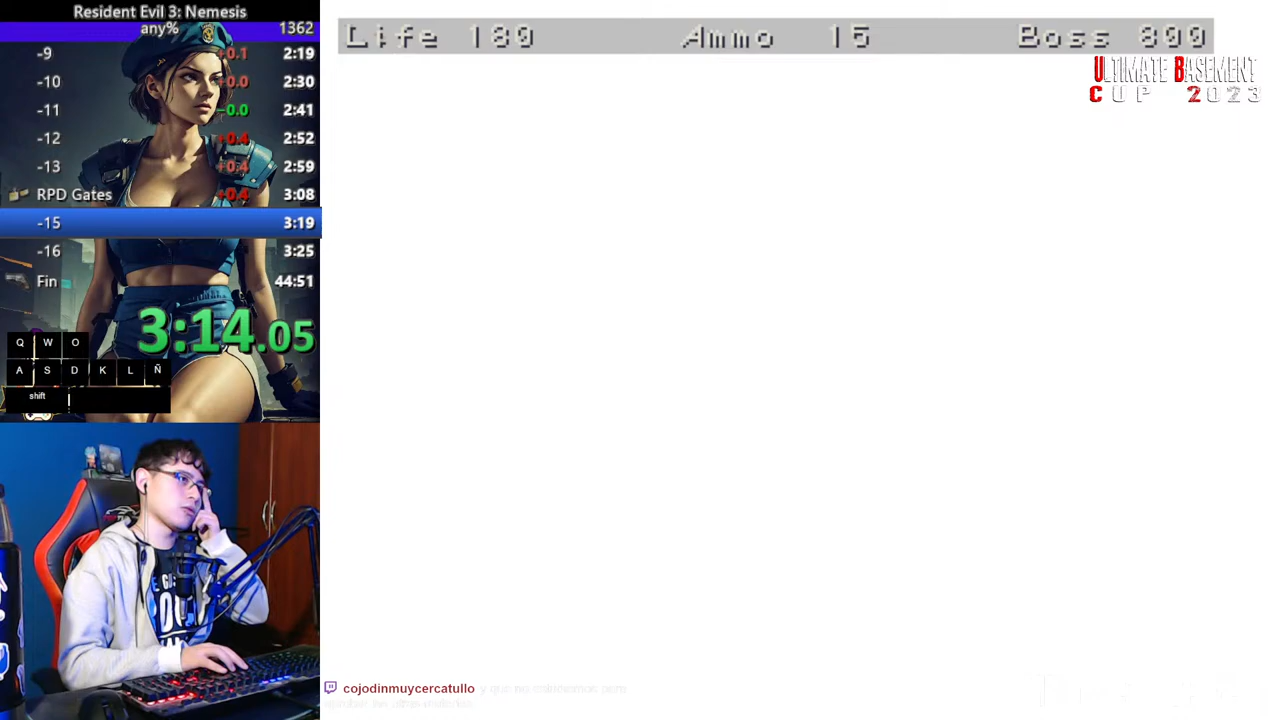 Resident Evil 3: Nemesis
any% 1362
-9 +0.1 2:19
-10 +0.0 2:30
-11 -0.0 2:41
-12 +0.4 2:52
-13 +0.4 2:59
RPD Gates +0.4 3:08
-15 3:19
-16 3:25
Fin 44:51
3:14.05
Q W O
A S D K L Ñ
shift
Life 189 Ammo 15 Boss 800
ULTIMATE BASEMENT
CUP 2023
cojodinmuycercatullo y que no